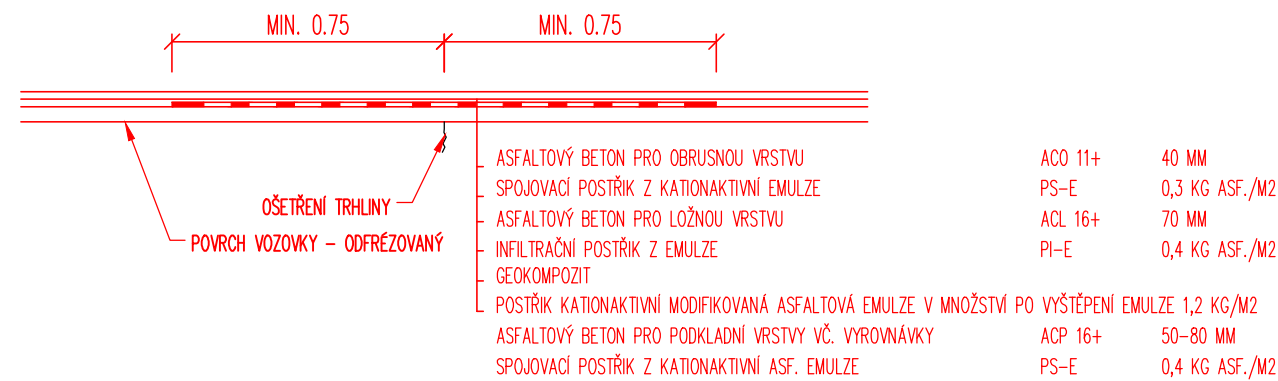 MIN. 0.75 MIN. 0.75
ASFALTOVÝ BETON PRO OBRUSNOU VRSTVU ACO 11+ 40 MM
SPOJOVACÍ POSTŘIK Z KATIONAKTIVNÍ EMULZE PS-E 0,3 KG ASF./M2
OŠETŘENÍ TRHLINY
ASFALTOVÝ BETON PRO LOŽNOU VRSTVU ACL 16+ 70 MM
POVRCH VOZOVKY – ODFRÉZOVANÝ
INFILTRAČNÍ POSTŘIK Z EMULZE PI-E 0,4 KG ASF./M2
GEOKOMPOZIT
POSTŘIK KATIONAKTIVNÍ MODIFIKOVANÁ ASFALTOVÁ EMULZE V MNOŽSTVÍ PO VYŠTĚPENÍ EMULZE 1,2 KG/M2
ASFALTOVÝ BETON PRO PODKLADNÍ VRSTVY VČ. VYROVNÁVKY ACP 16+ 50-80 MM
SPOJOVACÍ POSTŘIK Z KATIONAKTIVNÍ ASF. EMULZE PS-E 0,4 KG ASF./M2